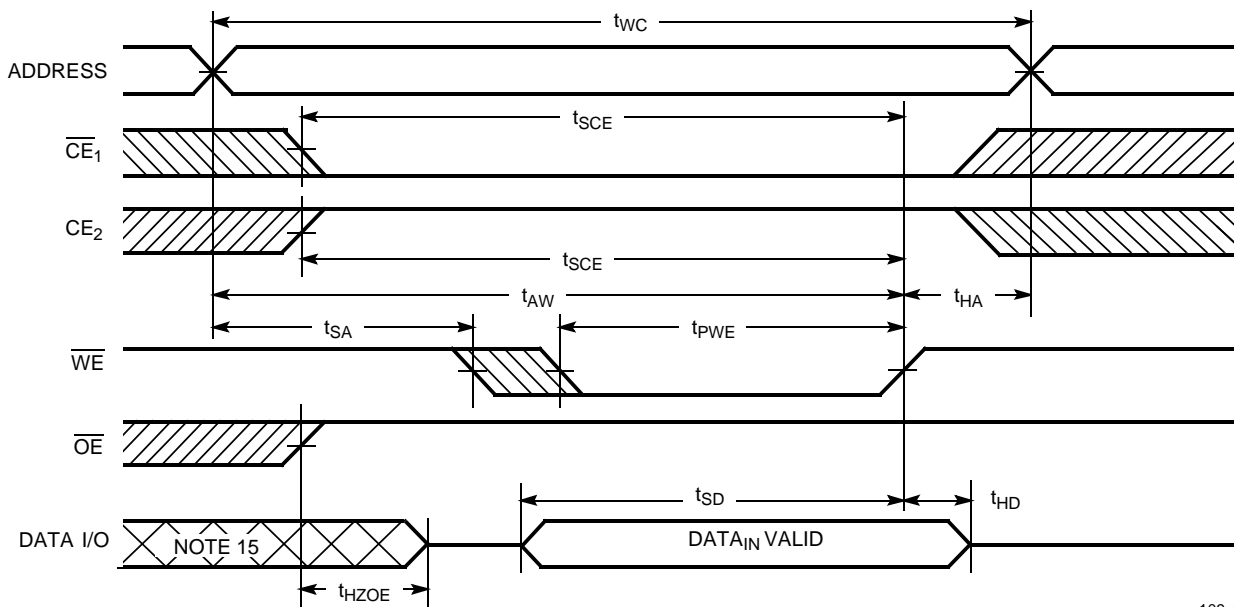 tWC
ADDRESS
tSCE
CE1
CE2
tSCE
tAW
tHA
tSA
tPWE
WE
OE
tSD
tHD
DATA I/O
NOTE 15
DATAIN VALID
tHZOE